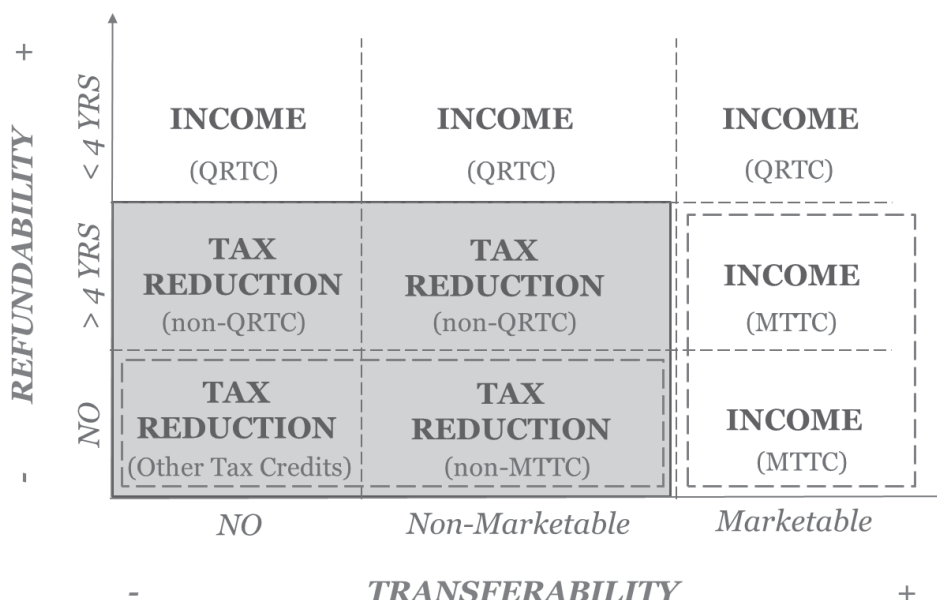 +
REFUNDABILITY
-
< 4 YRS
> 4 YRS
NO
INCOME
(QRTC)
INCOME
(QRTC)
INCOME
(QRTC)
TAX
REDUCTION
(non-QRTC)
TAX
REDUCTION
(non-QRTC)
INCOME
(MTTC)
TAX
REDUCTION
(Other Tax Credits)
TAX
REDUCTION
(non-MTTC)
INCOME
(MTTC)
NO
Non-Marketable
Marketable
-
TRANSFERABILITY
+